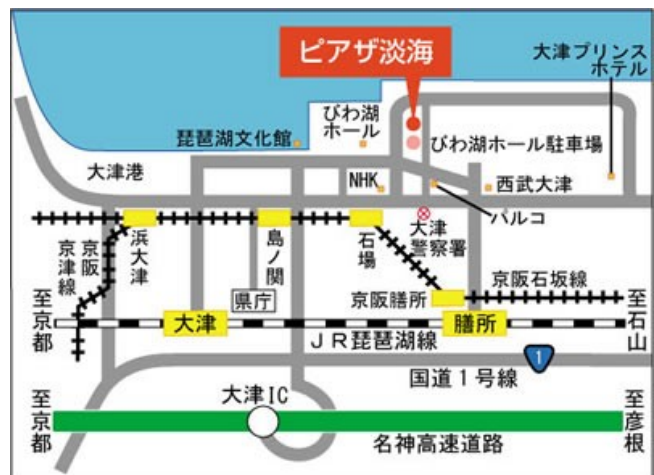 ピアザ淡海
大津プリンス
ホテル
びわ湖
ホール
琵琶湖文化館
びわ湖ホール駐車場
大津港
NHK
西武大津
パルコ
京阪
京津線
浜大津
島ノ関
石場
大津
警察署
京阪膳所
京阪石坂線
県庁
至京都
大津
膳所
至石山
JR琵琶湖線
1
国道1号線
大津IC
至京都
至彦根
名神高速道路